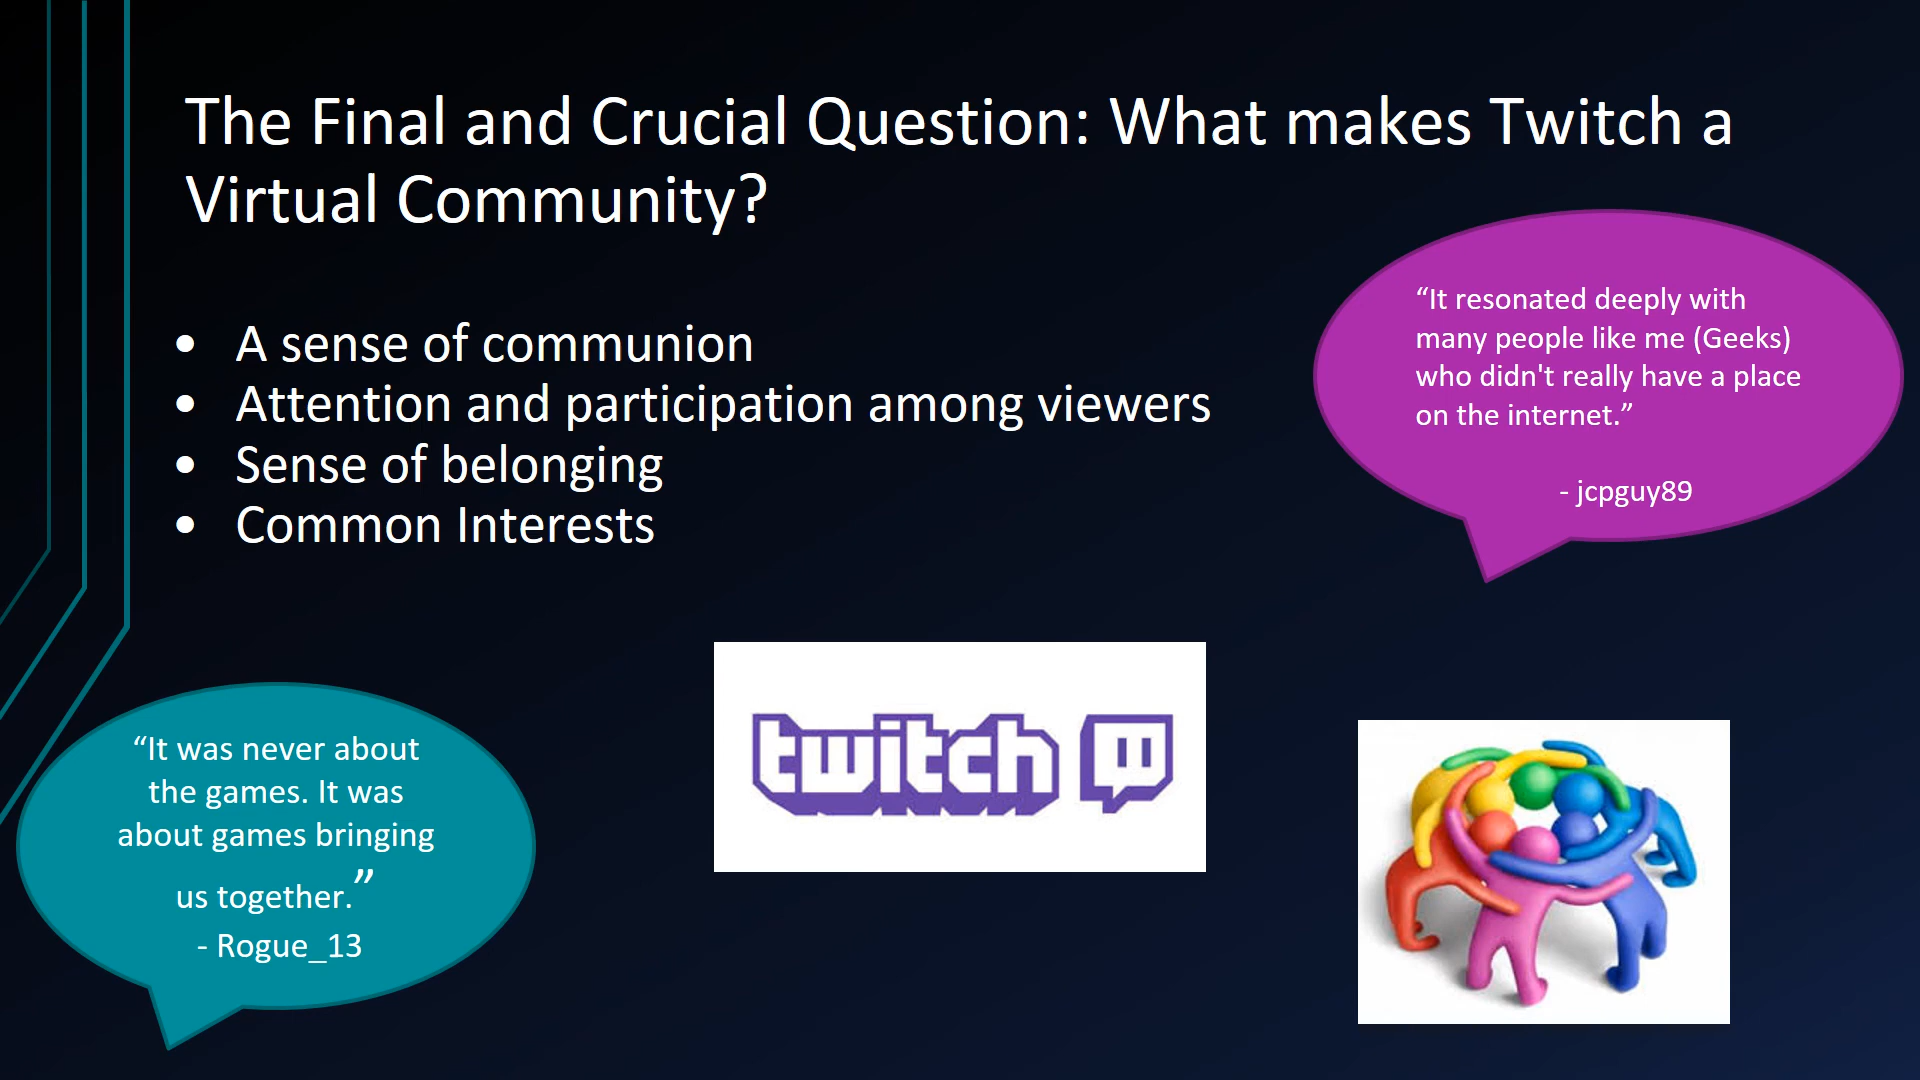 The Final and Crucial Question: What makes Twitch a
Virtual Community?
• A sense of communion
• Attention and participation among viewers
• Sense of belonging
• Common Interests
“It resonated deeply with
many people like me (Geeks)
who didn't really have a place
on the internet.”
- jcpguy89
“It was never about
the games. It was
about games bringing
us together.”
- Rogue_13
twitch